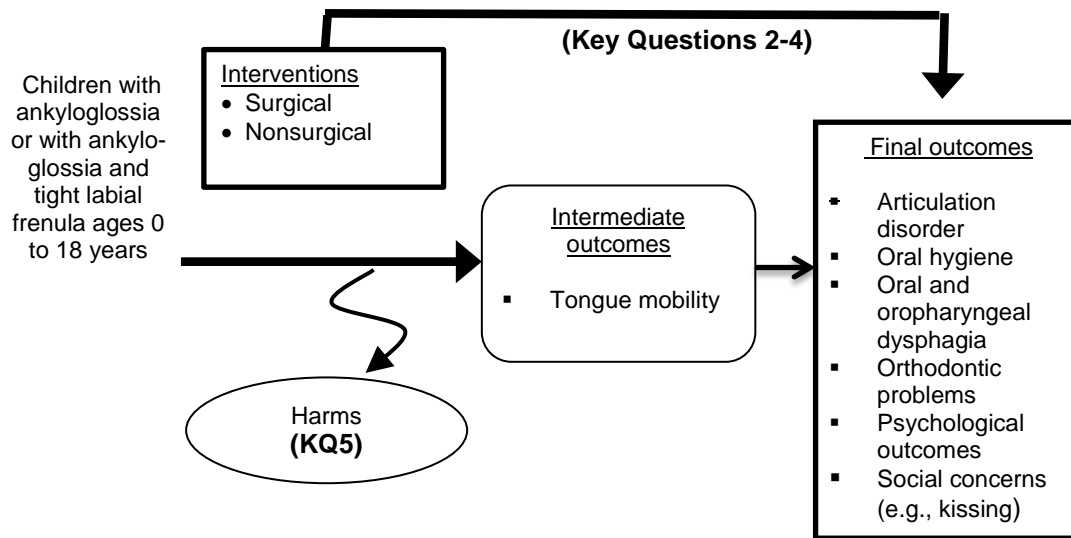 (Key Questions 2-4)
Children with
ankyloglossia
or with ankylo-
glossia and
tight labial
frenula ages 0
to 18 years
Interventions
• Surgical
• Nonsurgical
Intermediate
outcomes
▪ Tongue mobility
Harms
(KQ5)
Final outcomes
▪ Articulation
disorder
▪ Oral hygiene
▪ Oral and
oropharyngeal
dysphagia
▪ Orthodontic
problems
▪ Psychological
outcomes
▪ Social concerns
(e.g., kissing)